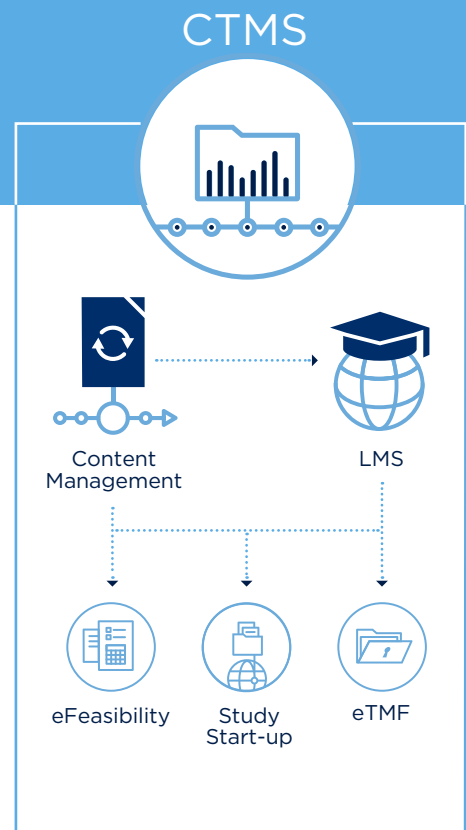 CTMS
Content
Management
LMS
eFeasibility
Study
Start-up
eTMF